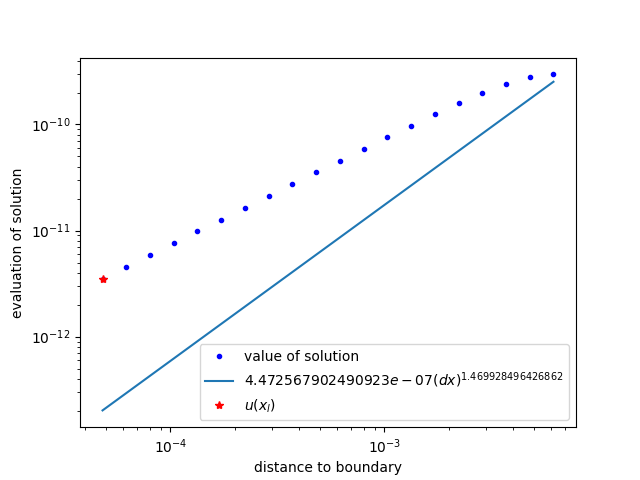 10⁻¹⁰
10⁻¹¹
10⁻¹²
evaluation of solution
value of solution
4.472567902490923e − 07(dx)^1.469928496426862
u(x_l)
10⁻⁴
10⁻³
distance to boundary